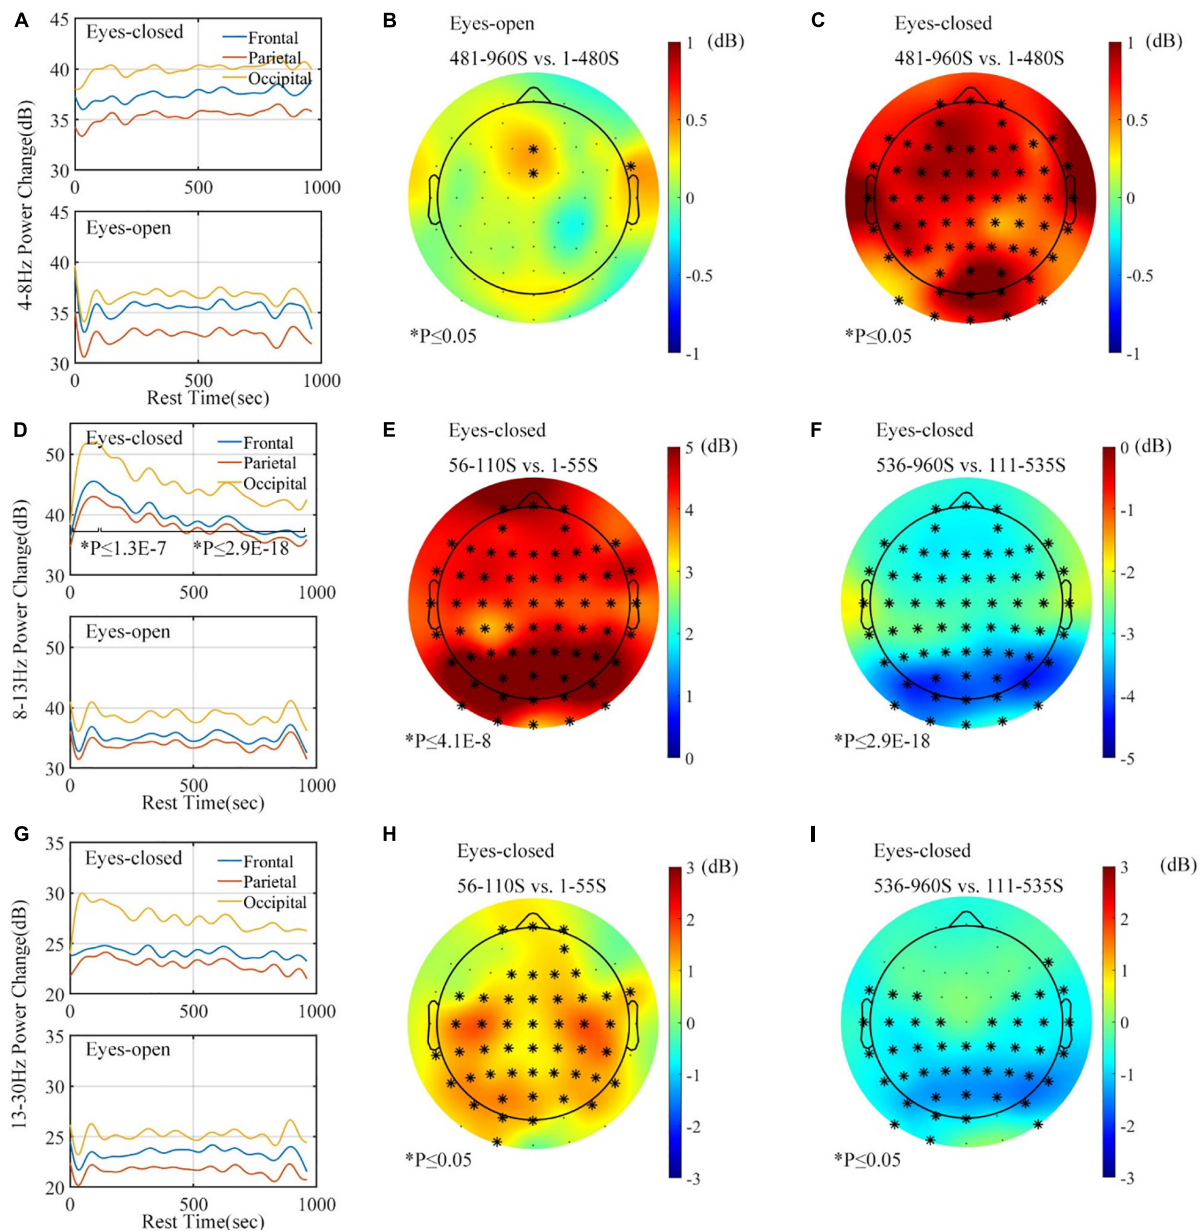 A
45
40
35
30
Eyes-closed
Frontal
Parietal
Occipital
0
500
1000
45
40
35
30
Eyes-open
0
500
1000
Rest Time(sec)
4-8Hz Power Change(dB)
B
Eyes-open
481-960S vs. 1-480S
*P≤0.05
1
0.5
0
-0.5
-1
(dB)
C
Eyes-closed
481-960S vs. 1-480S
*P≤0.05
1
0.5
0
-0.5
-1
(dB)
D
50
40
30
Eyes-closed
Frontal
Parietal
Occipital
*P≤1.3E-7
*P≤2.9E-18
0
500
1000
50
40
30
Eyes-open
0
500
1000
Rest Time(sec)
8-13Hz Power Change(dB)
E
Eyes-closed
56-110S vs. 1-55S
*P≤4.1E-8
5
4
3
2
1
0
(dB)
F
Eyes-closed
536-960S vs. 111-535S
*P≤2.9E-18
0
-1
-2
-3
-4
-5
(dB)
G
35
30
25
20
Eyes-closed
Frontal
Parietal
Occipital
0
500
1000
35
30
25
20
Eyes-open
0
500
1000
Rest Time(sec)
13-30Hz Power Change(dB)
H
Eyes-closed
56-110S vs. 1-55S
*P≤0.05
3
2
1
0
-1
-2
-3
(dB)
I
Eyes-closed
536-960S vs. 111-535S
*P≤0.05
3
2
1
0
-1
-2
-3
(dB)